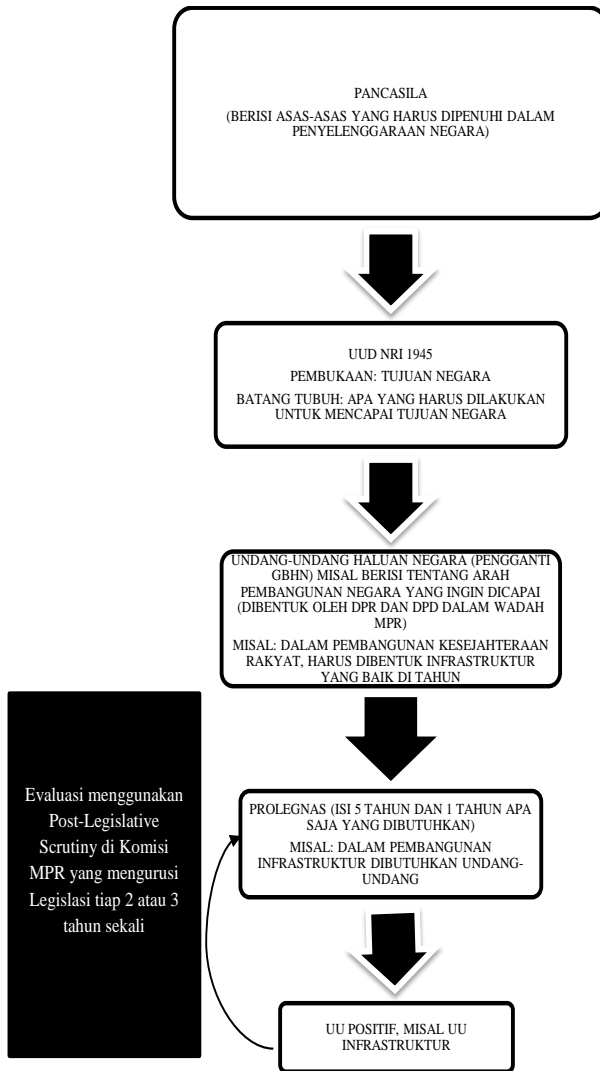 PANCASILA
(BERISI ASAS-ASAS YANG HARUS DIPENUHI DALAM
PENYELENGGARAAN NEGARA)
UUD NRI 1945
PEMBUKAAN: TUJUAN NEGARA
BATANG TUBUH: APA YANG HARUS DILAKUKAN
UNTUK MENCAPAI TUJUAN NEGARA
UNDANG-UNDANG HALUAN NEGARA (PENGGANTI
GBHN) MISAL BERISI TENTANG ARAH
PEMBANGUNAN NEGARA YANG INGIN DICAPAI
(DIBENTUK OLEH DPR DAN DPD DALAM WADAH
MPR)
MISAL: DALAM PEMBANGUNAN KESEJAHTERAAN
RAKYAT, HARUS DIBENTUK INFRASTRUKTUR
YANG BAIK DI TAHUN
Evaluasi menggunakan
Post-Legislative
Scrutiny di Komisi
MPR yang mengurusi
Legislasi tiap 2 atau 3
tahun sekali
PROLEGNAS (ISI 5 TAHUN DAN 1 TAHUN APA
SAJA YANG DIBUTUHKAN)
MISAL: DALAM PEMBANGUNAN
INFRASTRUKTUR DIBUTUHKAN UNDANG-
UNDANG
UU POSITIF, MISAL UU
INFRASTRUKTUR